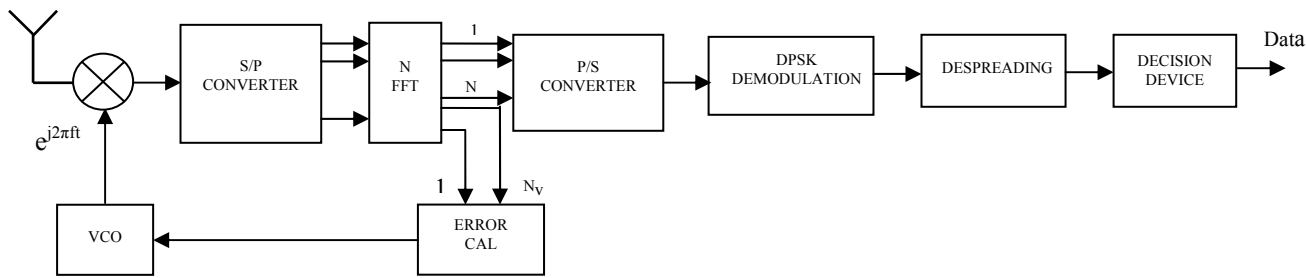 S/P
CONVERTER
N
FFT
1
N
P/S
CONVERTER
DPSK
DEMODULATION
DESPREADING
DECISION
DEVICE
Data
e^{j2πft}
1
N_V
VCO
ERROR
CAL